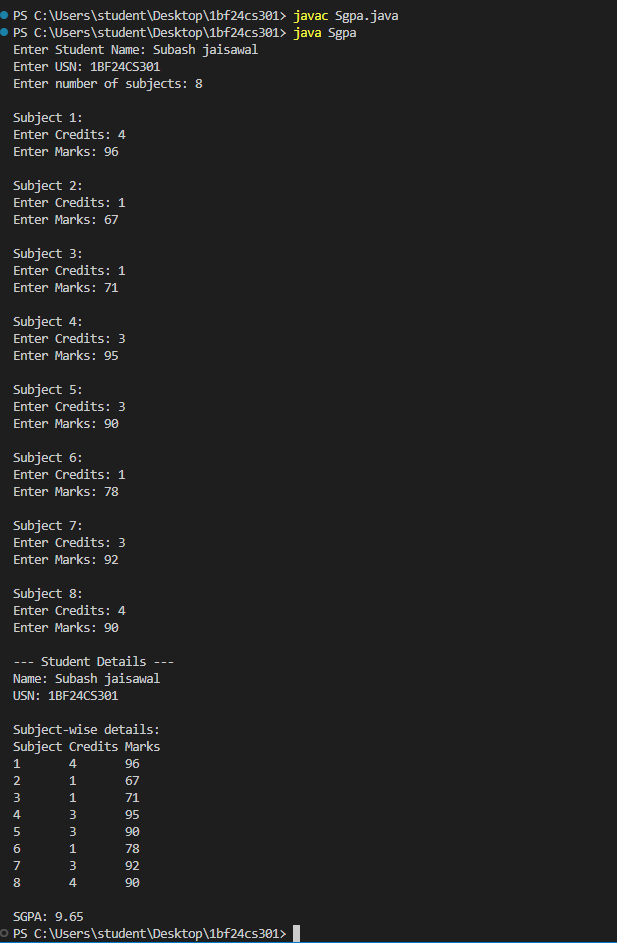 PS C:\Users\student\Desktop\1bf24cs301> javac Sgpa.java
PS C:\Users\student\Desktop\1bf24cs301> java Sgpa
Enter Student Name: Subash jaisawal
Enter USN: 1BF24CS301
Enter number of subjects: 8
Subject 1:
Enter Credits: 4
Enter Marks: 96
Subject 2:
Enter Credits: 1
Enter Marks: 67
Subject 3:
Enter Credits: 1
Enter Marks: 71
Subject 4:
Enter Credits: 3
Enter Marks: 95
Subject 5:
Enter Credits: 3
Enter Marks: 90
Subject 6:
Enter Credits: 1
Enter Marks: 78
Subject 7:
Enter Credits: 3
Enter Marks: 92
Subject 8:
Enter Credits: 4
Enter Marks: 90
--- Student Details ---
Name: Subash jaisawal
USN: 1BF24CS301
Subject-wise details:
Subject Credits Marks
1 4 96
2 1 67
3 1 71
4 3 95
5 3 90
6 1 78
7 3 92
8 4 90
SGPA: 9.65
PS C:\Users\student\Desktop\1bf24cs301>